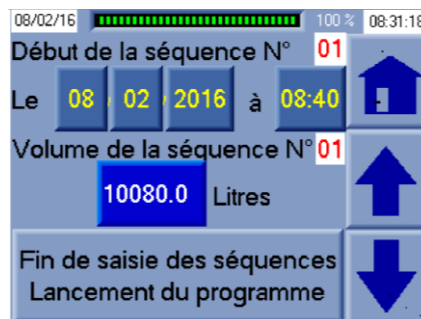 08/02/16 100 % 08:31:18
Début de la séquence N° 01
Le 08 02 2016 à 08:40
Volume de la séquence N° 01
10080.0 Litres
Fin de saisie des séquences
Lancement du programme